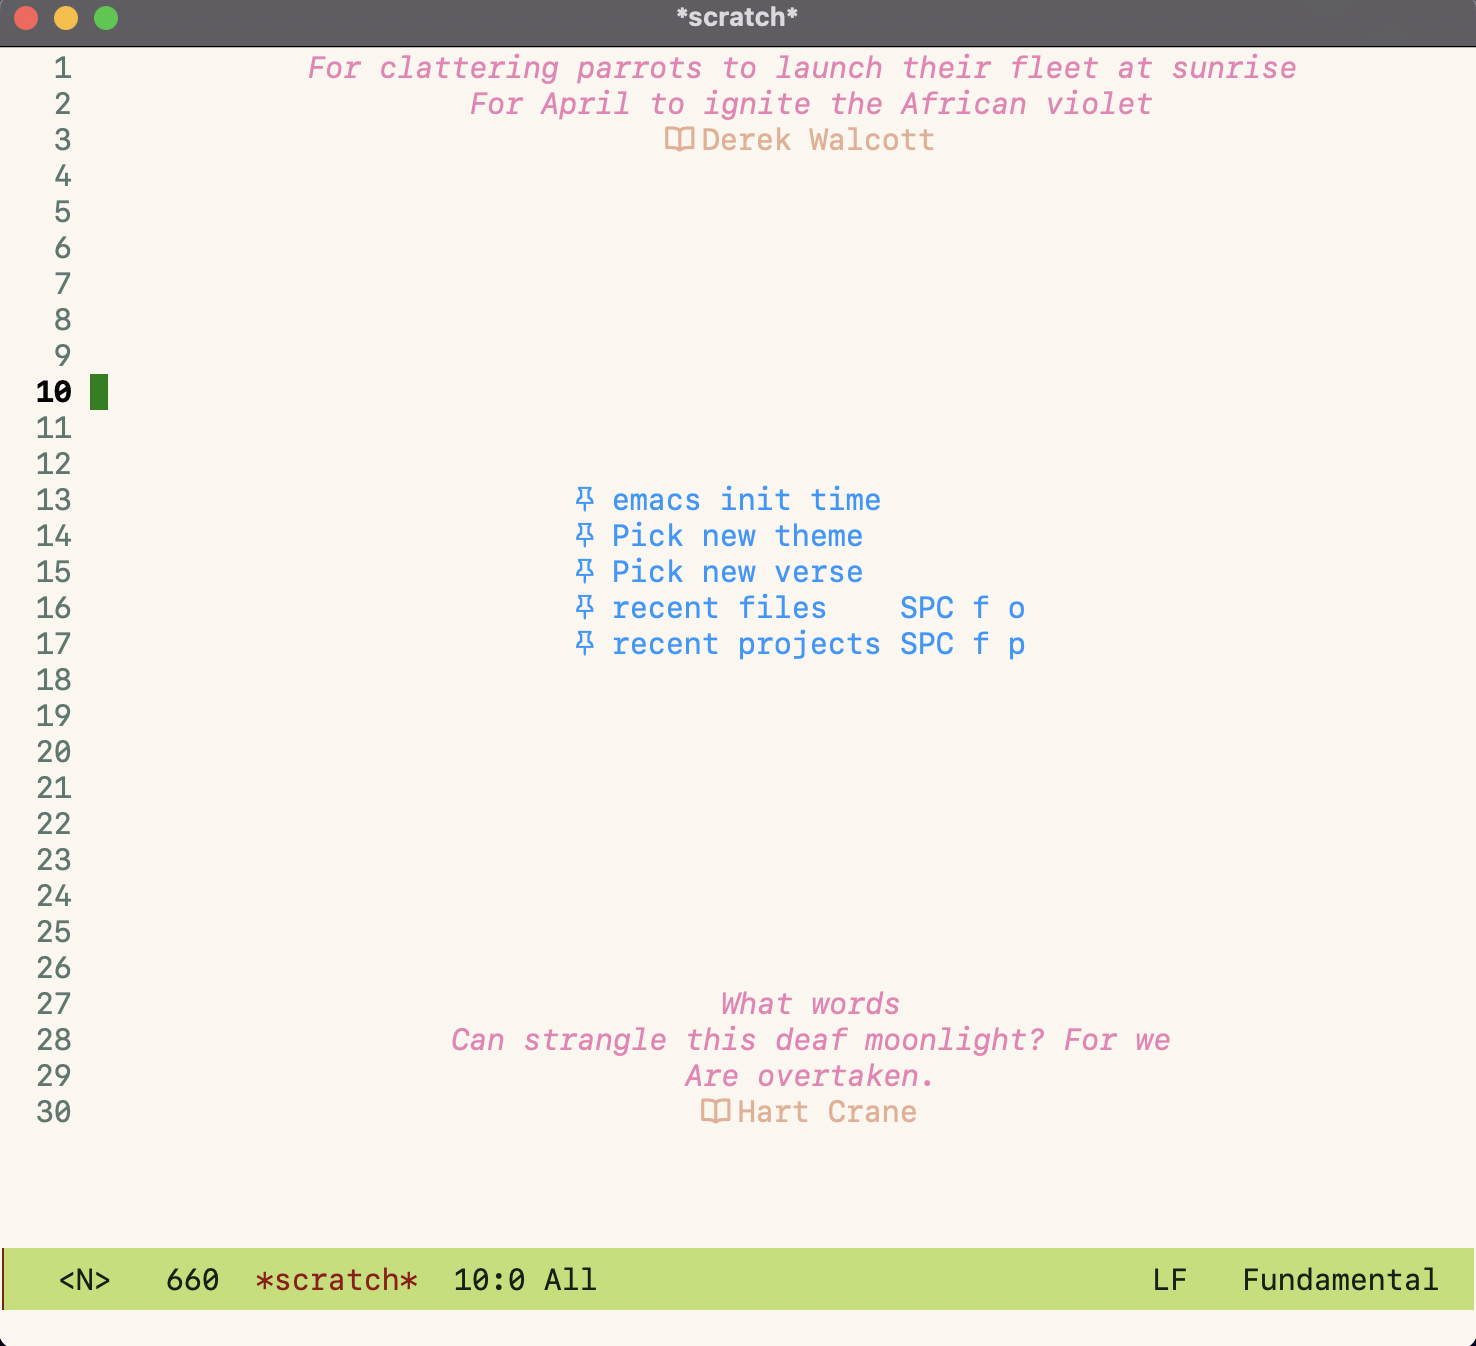 *scratch*
1 For clattering parrots to launch their fleet at sunrise
2 For April to ignite the African violet
3 Derek Walcott
4
5
6
7
8
9
10
11
12
13 emacs init time
14 Pick new theme
15 Pick new verse
16 recent files SPC f o
17 recent projects SPC f p
18
19
20
21
22
23
24
25
26
27 What words
28 Can strangle this deaf moonlight? For we
29 Are overtaken.
30 Hart Crane
<N> 660 *scratch* 10:0 All LF Fundamental